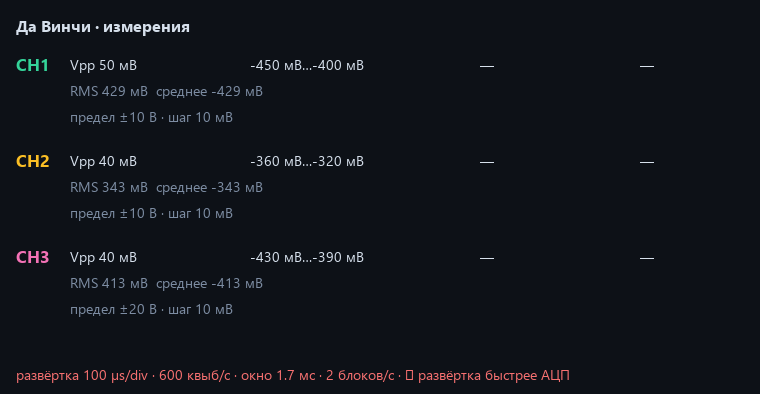 Да Винчи · измерения
CH1 Vpp 50 мВ -450 мВ…-400 мВ — —
RMS 429 мВ среднее -429 мВ
предел ±10 В · шаг 10 мВ
CH2 Vpp 40 мВ -360 мВ…-320 мВ — —
RMS 343 мВ среднее -343 мВ
предел ±10 В · шаг 10 мВ
CH3 Vpp 40 мВ -430 мВ…-390 мВ — —
RMS 413 мВ среднее -413 мВ
предел ±20 В · шаг 10 мВ
развёртка 100 µs/div · 600 квыб/с · окно 1.7 мс · 2 блоков/с · ▯ развёртка быстрее АЦП